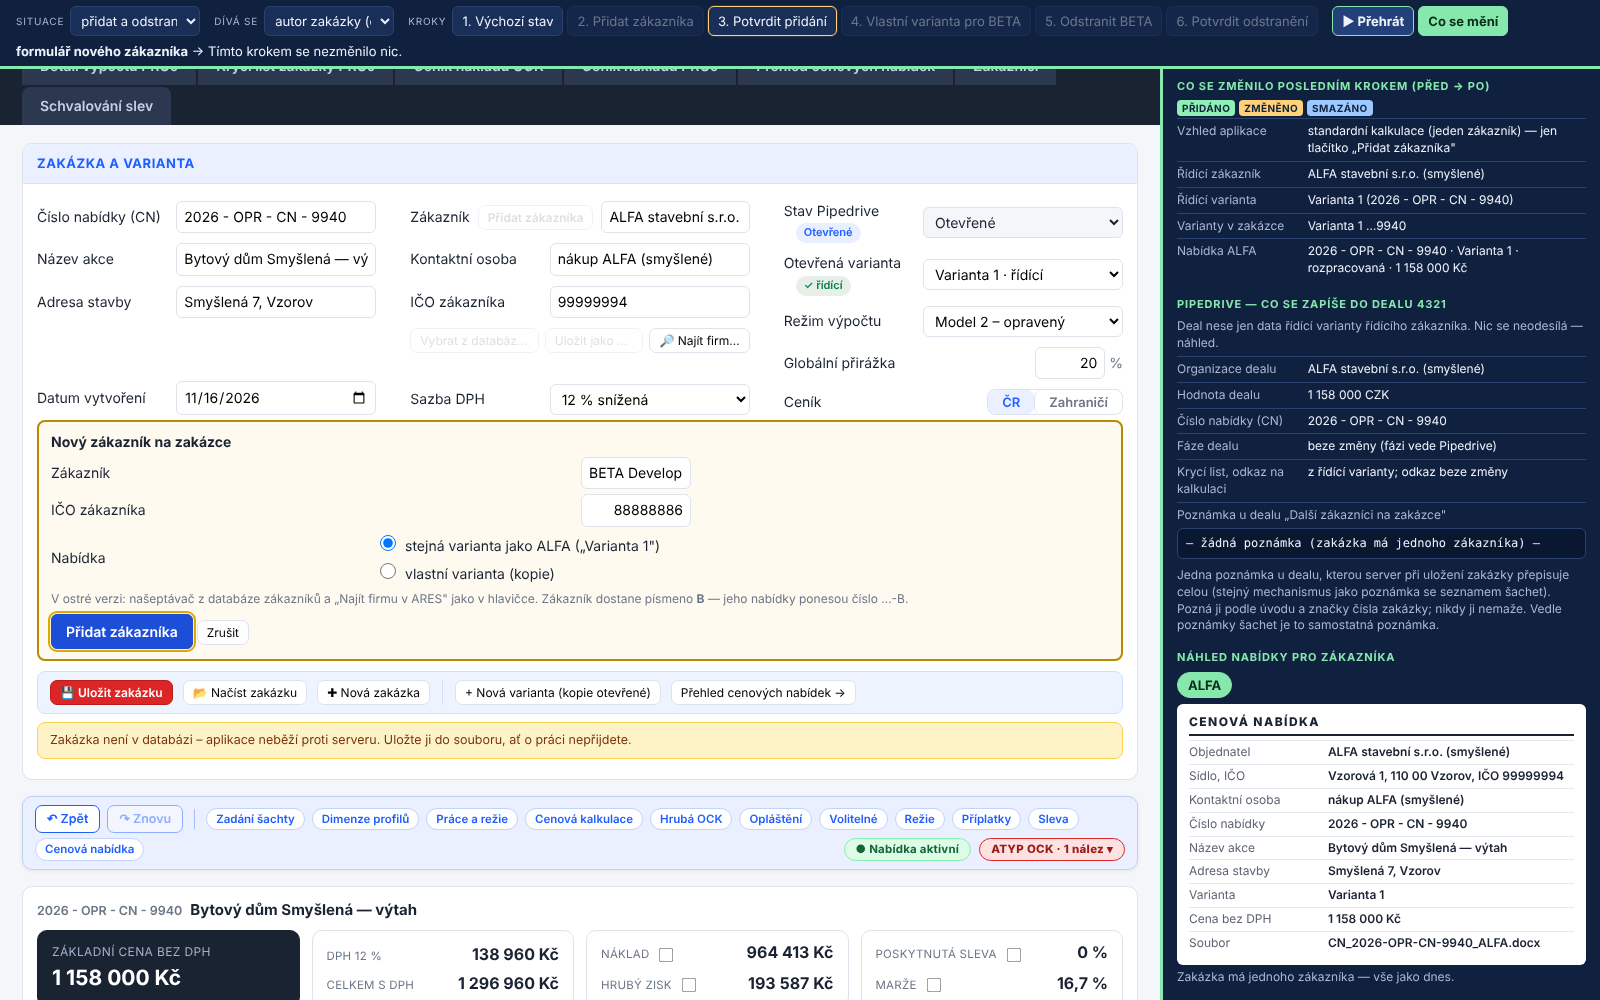 SITUACE
přidat a odstran
DÍVÁ SE
autor zakázky (
KROKY
1. Výchozí stav
2. Přidat zákazníka
3. Potvrdit přidání
4. Vlastní varianta pro BETA
5. Odstranit BETA
6. Potvrdit odstranění
▶ Přehrát
Co se mění
formulář nového zákazníka → Tímto krokem se nezměnilo nic.
Schvalování slev
ZAKÁZKA A VARIANTA
Číslo nabídky (CN)
2026 - OPR - CN - 9940
Zákazník
Přidat zákazníka
ALFA stavební s.r.o.
Stav Pipedrive
Otevřené
Otevřené
Název akce
Bytový dům Smyšlená — vý
Kontaktní osoba
nákup ALFA (smyšlené)
Otevřená varianta
✓ řídící
Varianta 1 · řídící
Adresa stavby
Smyšlená 7, Vzorov
IČO zákazníka
99999994
Režim výpočtu
Model 2 – opravený
Vybrat z databáz...
Uložit jako ...
🔎 Najít firm...
Globální přirážka
20 %
Datum vytvoření
11/16/2026
Sazba DPH
12 % snížená
Ceník
ČR
Zahraničí
Nový zákazník na zakázce
Zákazník
BETA Develop
IČO zákazníka
88888886
Nabídka
stejná varianta jako ALFA („Varianta 1")
vlastní varianta (kopie)
V ostré verzi: našeptávač z databáze zákazníků a „Najít firmu v ARES" jako v hlavičce. Zákazník dostane písmeno B — jeho nabídky ponesou číslo ...-B.
Přidat zákazníka
Zrušit
💾 Uložit zakázku
📂 Načíst zakázku
✚ Nová zakázka
+ Nová varianta (kopie otevřené)
Přehled cenových nabídek →
Zakázka není v databázi – aplikace neběží proti serveru. Uložte ji do souboru, ať o práci nepřijdete.
↶ Zpět
↷ Znovu
Zadání šachty
Dimenze profilů
Práce a režie
Cenová kalkulace
Hrubá OCK
Opláštění
Volitelné
Režie
Příplatky
Sleva
Cenová nabídka
● Nabídka aktivní
ATYP OCK · 1 nález ▾
2026 - OPR - CN - 9940 Bytový dům Smyšlená — výtah
ZÁKLADNÍ CENA BEZ DPH
1 158 000 Kč
DPH 12 %
138 960 Kč
CELKEM S DPH
1 296 960 Kč
NÁKLAD
964 413 Kč
HRUBÝ ZISK
193 587 Kč
POSKYTNUTÁ SLEVA
0 %
MARŽE
16,7 %
CO SE ZMĚNILO POSLEDNÍM KROKEM (PŘED → PO)
PŘIDÁNO
ZMĚNĚNO
SMAZÁNO
Vzhled aplikace
standardní kalkulace (jeden zákazník) — jen
tlačítko „Přidat zákazníka"
Řídící zákazník
ALFA stavební s.r.o. (smyšlené)
Řídící varianta
Varianta 1 (2026 - OPR - CN - 9940)
Varianty v zakázce
Varianta 1 ...9940
Nabídka ALFA
2026 - OPR - CN - 9940 · Varianta 1 ·
rozpracovaná · 1 158 000 Kč
PIPEDRIVE — CO SE ZAPÍŠE DO DEALU 4321
Deal nese jen data řídící varianty řídícího zákazníka. Nic se neodesílá —
náhled.
Organizace dealu
ALFA stavební s.r.o. (smyšlené)
Hodnota dealu
1 158 000 CZK
Číslo nabídky (CN)
2026 - OPR - CN - 9940
Fáze dealu
beze změny (fázi vede Pipedrive)
Krycí list, odkaz na
kalkulaci
z řídící varianty; odkaz beze změny
Poznámka u dealu „Další zákazníci na zakázce"
— žádná poznámka (zakázka má jednoho zákazníka) —
Jedna poznámka u dealu, kterou server při uložení zakázky přepisuje
celou (stejný mechanismus jako poznámka se seznamem šachet).
Pozná ji podle úvodu a značky čísla zakázky; nikdy ji nemaže. Vedle
poznámky šachet je to samostatná poznámka.
NÁHLED NABÍDKY PRO ZÁKAZNÍKA
ALFA
CENOVÁ NABÍDKA
Objednatel
ALFA stavební s.r.o. (smyšlené)
Sídlo, IČO
Vzorová 1, 110 00 Vzorov, IČO 99999994
Kontaktní osoba
nákup ALFA (smyšlené)
Číslo nabídky
2026 - OPR - CN - 9940
Název akce
Bytový dům Smyšlená — výtah
Adresa stavby
Smyšlená 7, Vzorov
Varianta
Varianta 1
Cena bez DPH
1 158 000 Kč
Soubor
CN_2026-OPR-CN-9940_ALFA.docx
Zakázka má jednoho zákazníka — vše jako dnes.